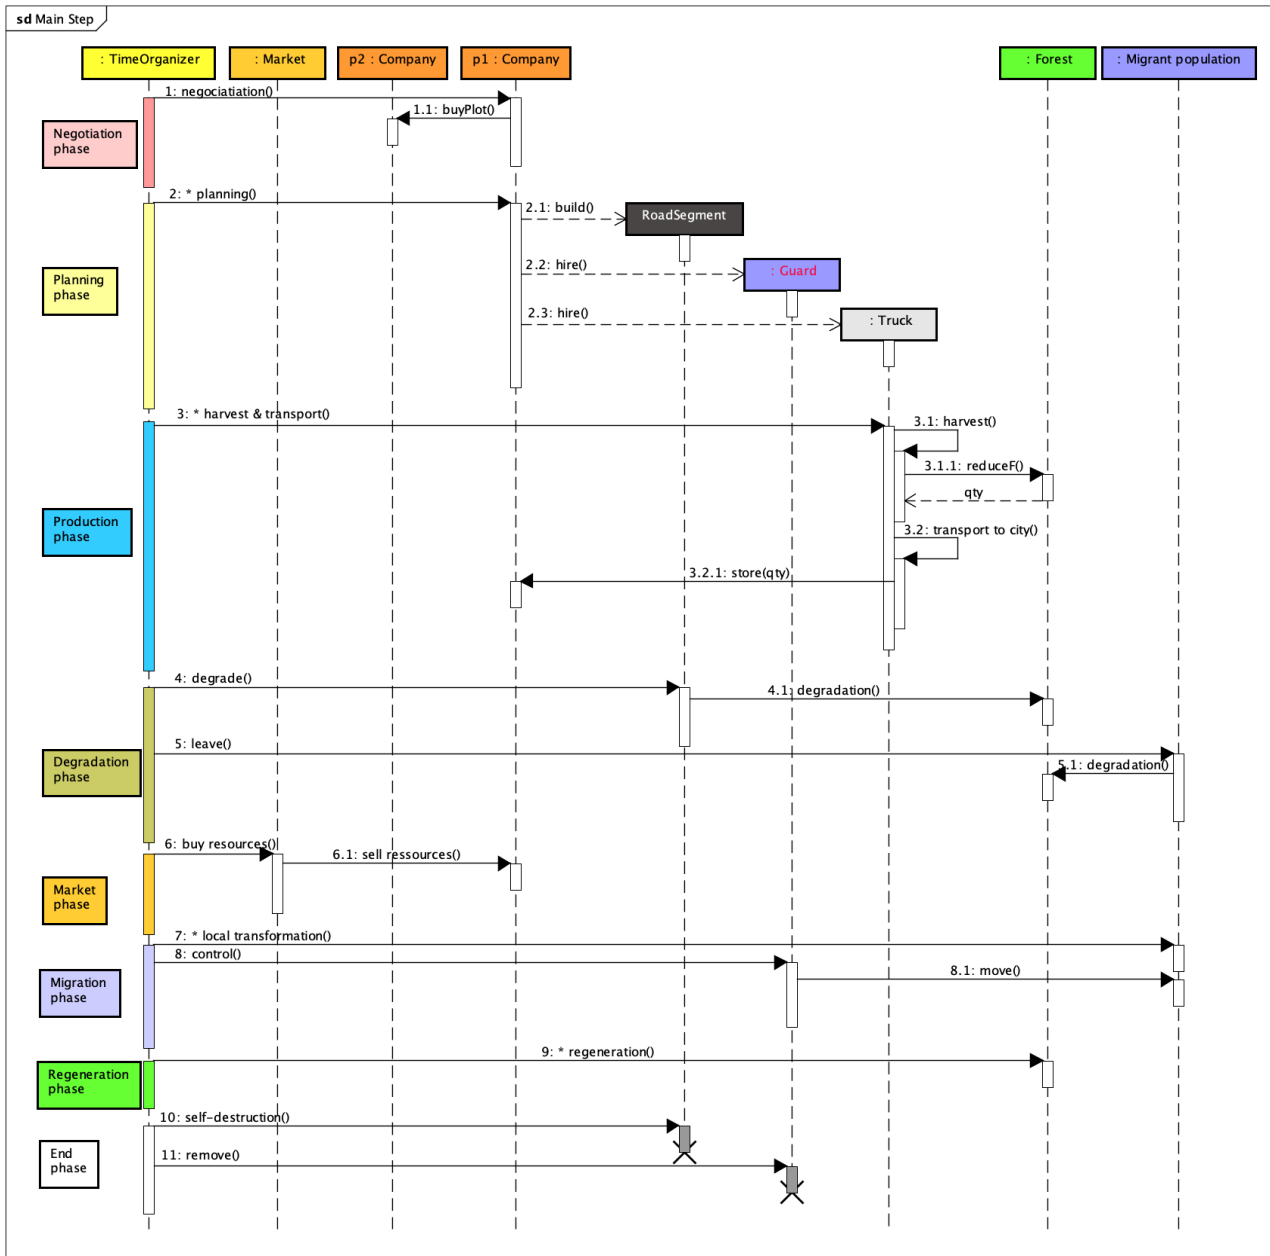 sd Main Step
: TimeOrganizer
: Market
p2 : Company
p1 : Company
: Forest
: Migrant population
1: negociatiation()
1.1: buyPlot()
Negotiation
phase
2: * planning()
2.1: build()
RoadSegment
2.2: hire()
: Guard
Planning
phase
2.3: hire()
: Truck
3: * harvest & transport()
3.1: harvest()
3.1.1: reduceF()
qty
Production
phase
3.2: transport to city()
3.2.1: store(qty)
4: degrade()
4.1: degradation()
5: leave()
Degradation
phase
5.1: degradation()
6: buy resources()
6.1: sell ressources()
Market
phase
7: * local transformation()
8: control()
8.1: move()
Migration
phase
9: * regeneration()
Regeneration
phase
10: self-destruction()
End
phase
11: remove()